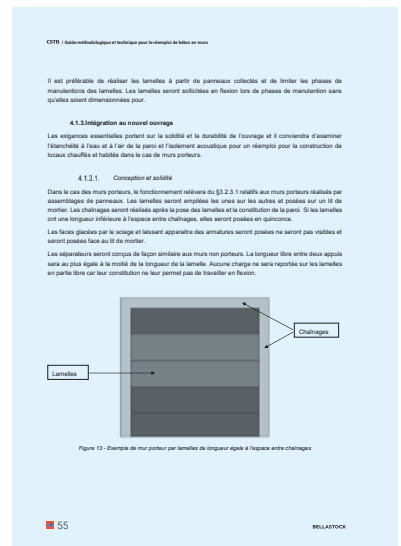 CSTB / Guide méthodologique et technique pour le réemploi de béton en murs
Il est préférable de réaliser les lamelles à partir de panneaux collectés et de limiter les phases de
manutentions des lamelles. Les lamelles seront sollicitées en flexion lors de phases de manutention sans
qu'elles soient dimensionnées pour.
4.1.3.Intégration au nouvel ouvrage
Les exigences essentielles portent sur la solidité et la durabilité de l'ouvrage et il conviendra d'examiner
l'étanchéité à l'eau et à l'air de la paroi et l'isolement acoustique pour un réemploi pour la construction de
locaux chauffés et habités dans le cas de murs porteurs.
4.1.3.1. Conception et solidité
Dans le cas des murs porteurs, le fonctionnement relèvera du §3.2.3.1 relatifs aux murs porteurs réalisés par
assemblages de panneaux. Les lamelles seront empilées les unes sur les autres et posées sur un lit de
mortier. Les chaînages seront réalisés après la pose des lamelles et la constitution de la paroi. Si les lamelles
ont une longueur inférieure à l'espace entre chaînages, elles seront posées en quinconce.
Les faces glacées par le sciage et laissant apparaitre des armatures seront posées ne seront pas visibles et
seront posées face au lit de mortier.
Les séparateurs seront conçus de façon similaire aux murs non porteurs. La longueur libre entre deux appuis
sera au plus égale à la moitié de la longueur de la lamelle. Aucune charge ne sera reportée sur les lamelles
en partie libre car leur constitution ne leur permet pas de travailler en flexion.
Chaînages
Lamelles
Figure 13 - Exemple de mur porteur par lamelles de longueur égale à l'espace entre chaînages
55
BELLASTOCK